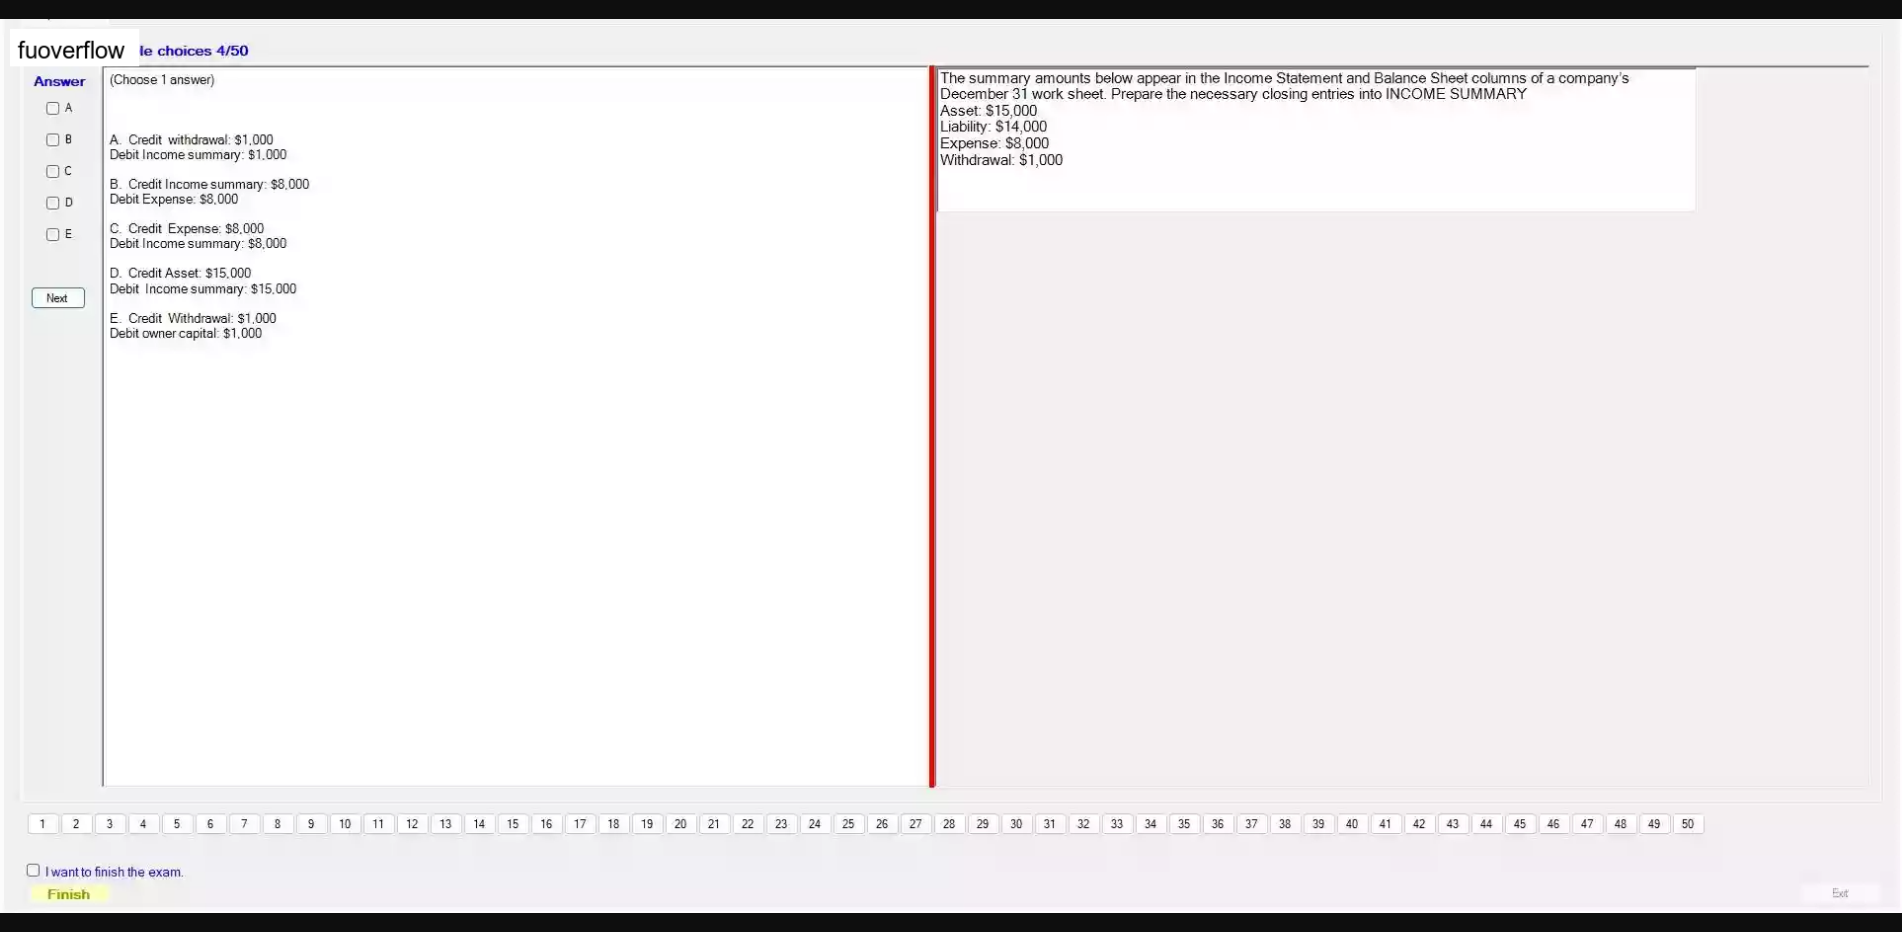 fuoverflow le choices 4/50
Answer
A
B
C
D
E
Next
(Choose 1 answer)
A. Credit withdrawal: $1,000
Debit Income summary: $1,000
B. Credit Income summary: $8,000
Debit Expense: $8,000
C. Credit Expense: $8,000
Debit Income summary: $8,000
D. Credit Asset: $15,000
Debit Income summary: $15,000
E. Credit Withdrawal: $1,000
Debit owner capital: $1,000
The summary amounts below appear in the Income Statement and Balance Sheet columns of a company's
December 31 work sheet. Prepare the necessary closing entries into INCOME SUMMARY
Asset: $15,000
Liability: $14,000
Expense: $8,000
Withdrawal: $1,000
1 2 3 4 5 6 7 8 9 10 11 12 13 14 15 16 17 18 19 20 21 22 23 24 25 26 27 28 29 30 31 32 33 34 35 36 37 38 39 40 41 42 43 44 45 46 47 48 49 50
I want to finish the exam.
Finish
Exit